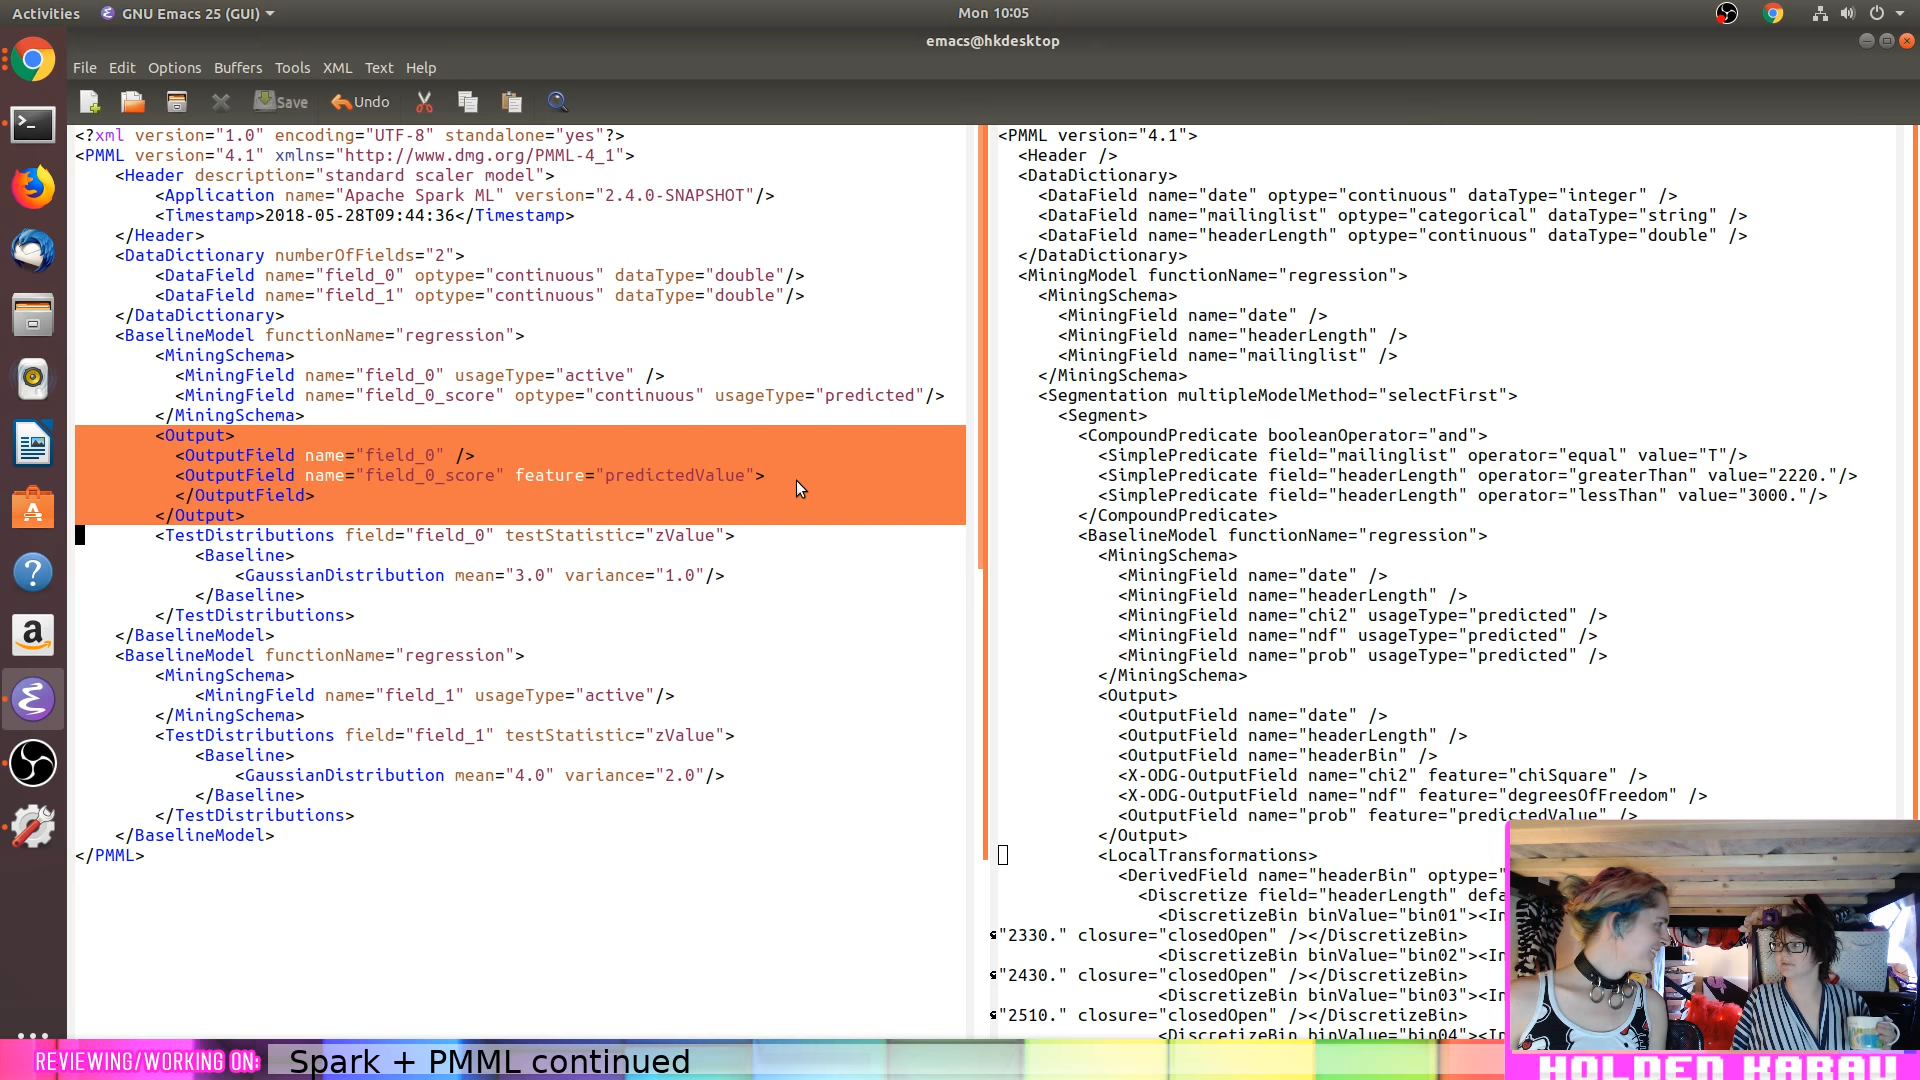 Activities
GNU Emacs 25 (GUI)
Mon 10:05
emacs@hkdesktop
File Edit Options Buffers Tools XML Text Help
Save
Undo
<?xml version="1.0" encoding="UTF-8" standalone="yes"?>
<PMML version="4.1" xmlns="http://www.dmg.org/PMML-4_1">
<Header description="standard scaler model">
<Application name="Apache Spark ML" version="2.4.0-SNAPSHOT"/>
<Timestamp>2018-05-28T09:44:36</Timestamp>
</Header>
<DataDictionary numberOfFields="2">
<DataField name="field_0" optype="continuous" dataType="double"/>
<DataField name="field_1" optype="continuous" dataType="double"/>
</DataDictionary>
<BaselineModel functionName="regression">
<MiningSchema>
<MiningField name="field_0" usageType="active" />
<MiningField name="field_0_score" optype="continuous" usageType="predicted"/>
</MiningSchema>
<Output>
<OutputField name="field_0" />
<OutputField name="field_0_score" feature="predictedValue">
</OutputField>
</Output>
<TestDistributions field="field_0" testStatistic="zValue">
<Baseline>
<GaussianDistribution mean="3.0" variance="1.0"/>
</Baseline>
</TestDistributions>
</BaselineModel>
<BaselineModel functionName="regression">
<MiningSchema>
<MiningField name="field_1" usageType="active"/>
</MiningSchema>
<TestDistributions field="field_1" testStatistic="zValue">
<Baseline>
<GaussianDistribution mean="4.0" variance="2.0"/>
</Baseline>
</TestDistributions>
</BaselineModel>
</PMML>
<PMML version="4.1">
<Header />
<DataDictionary>
<DataField name="date" optype="continuous" dataType="integer" />
<DataField name="mailinglist" optype="categorical" dataType="string" />
<DataField name="headerLength" optype="continuous" dataType="double" />
</DataDictionary>
<MiningModel functionName="regression">
<MiningSchema>
<MiningField name="date" />
<MiningField name="headerLength" />
<MiningField name="mailinglist" />
</MiningSchema>
<Segmentation multipleModelMethod="selectFirst">
<Segment>
<CompoundPredicate booleanOperator="and">
<SimplePredicate field="mailinglist" operator="equal" value="T"/>
<SimplePredicate field="headerLength" operator="greaterThan" value="2220."/>
<SimplePredicate field="headerLength" operator="lessThan" value="3000."/>
</CompoundPredicate>
<BaselineModel functionName="regression">
<MiningSchema>
<MiningField name="date" />
<MiningField name="headerLength" />
<MiningField name="chi2" usageType="predicted" />
<MiningField name="ndf" usageType="predicted" />
<MiningField name="prob" usageType="predicted" />
</MiningSchema>
<Output>
<OutputField name="date" />
<OutputField name="headerLength" />
<OutputField name="headerBin" />
<X-ODG-OutputField name="chi2" feature="chiSquare" />
<X-ODG-OutputField name="ndf" feature="degreesOfFreedom" />
<OutputField name="prob" feature="predictedValue" />
</Output>
<LocalTransformations>
<DerivedField name="headerBin" optype="
<Discretize field="headerLength" defa
<DiscretizeBin binValue="bin01"><In
"2330." closure="closedOpen" /></DiscretizeBin>
<DiscretizeBin binValue="bin02"><In
"2430." closure="closedOpen" /></DiscretizeBin>
<DiscretizeBin binValue="bin03"><In
"2510." closure="closedOpen" /></DiscretizeBin>
<DiscretizeBin binValue="bin04"><In
REVIEWING/WORKING ON: Spark + PMML continued
HOLDEN KARAU